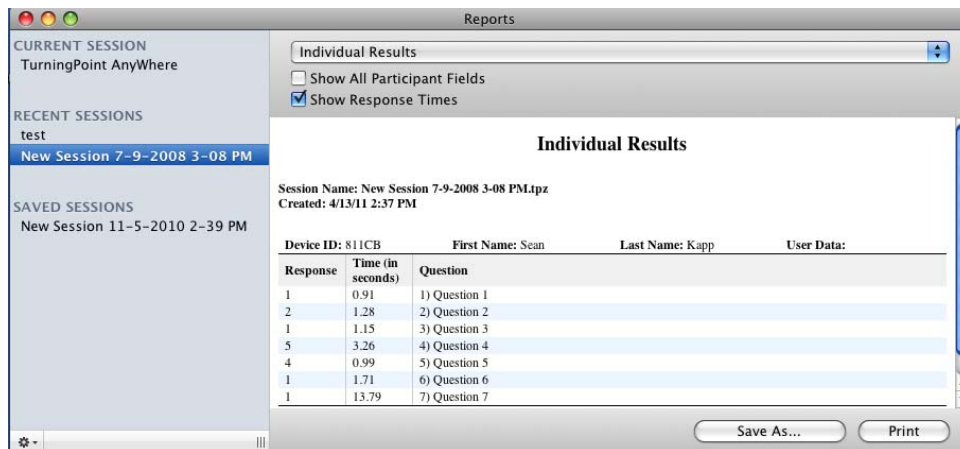 Reports
CURRENT SESSION
TurningPoint AnyWhere
RECENT SESSIONS
test
New Session 7-9-2008 3-08 PM
SAVED SESSIONS
New Session 11-5-2010 2-39 PM
Individual Results
Show All Participant Fields
Show Response Times
Individual Results
Session Name: New Session 7-9-2008 3-08 PM.tpz
Created: 4/13/11 2:37 PM
Device ID: 811CB First Name: Sean Last Name: Kapp User Data:
Response Time (in seconds) Question
1 0.91 1) Question 1
2 1.28 2) Question 2
1 1.15 3) Question 3
5 3.26 4) Question 4
4 0.99 5) Question 5
1 1.71 6) Question 6
1 13.79 7) Question 7
Save As... Print